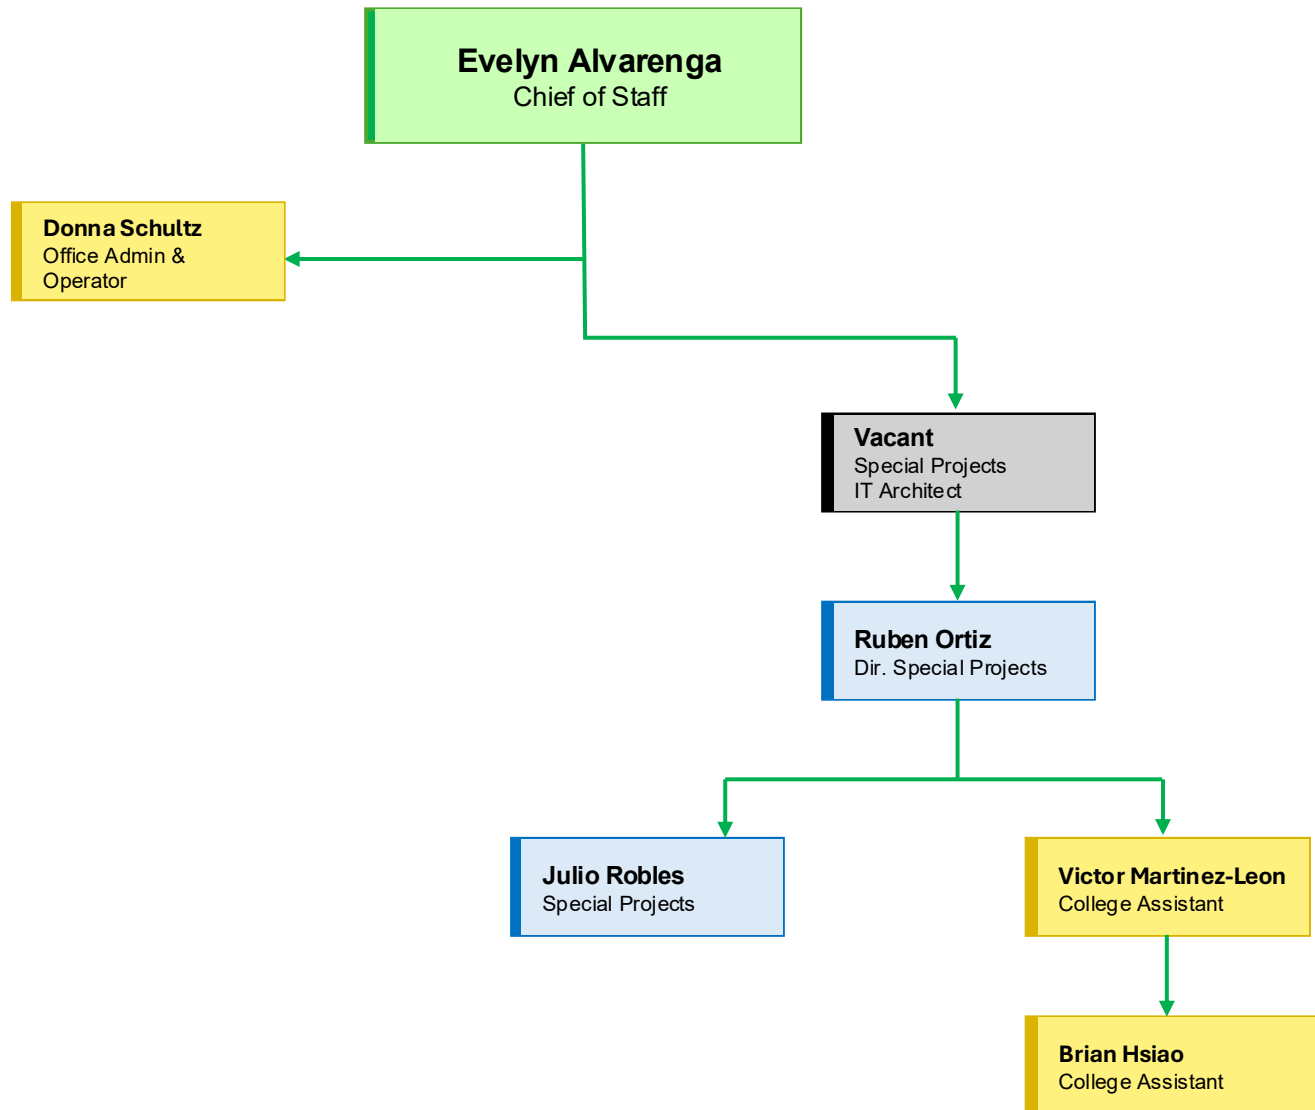 Evelyn Alvarenga
Chief of Staff
Donna Schultz
Office Admin &
Operator
Vacant
Special Projects
IT Architect
Ruben Ortiz
Dir. Special Projects
Julio Robles
Special Projects
Victor Martinez-Leon
College Assistant
Brian Hsiao
College Assistant